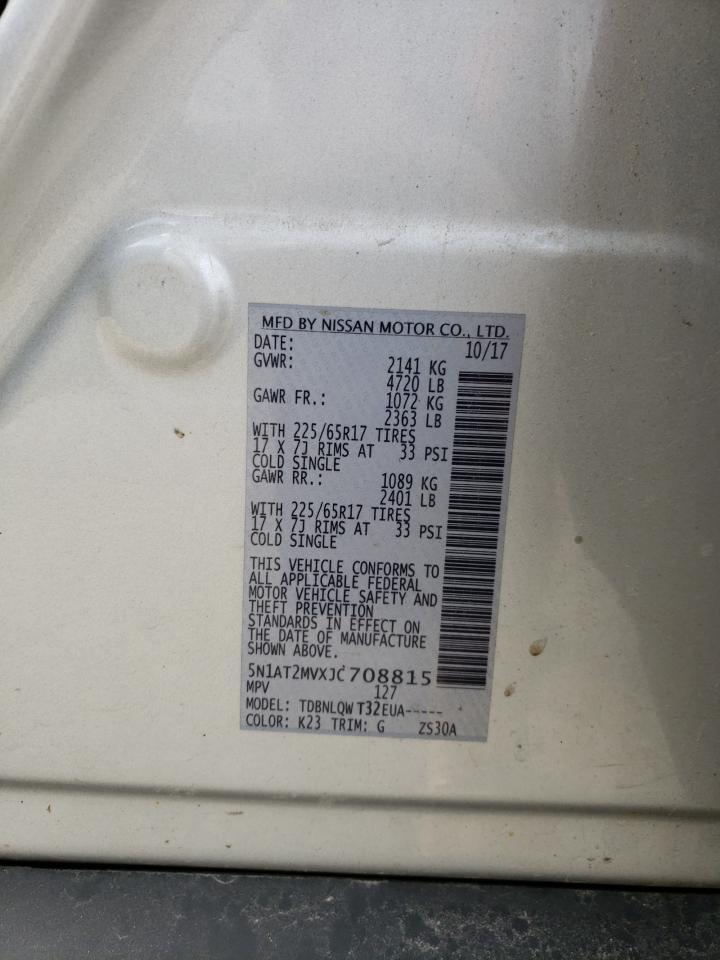 MFD BY NISSAN MOTOR CO., LTD.
DATE: 10/17
GVWR: 2141 KG
4720 LB
GAWR FR.: 1072 KG
2363 LB
WITH 225/65R17 TIRES
17 X 7J RIMS AT 33 PSI
COLD SINGLE
GAWR RR.: 1089 KG
2401 LB
WITH 225/65R17 TIRES
17 X 7J RIMS AT 33 PSI
COLD SINGLE
THIS VEHICLE CONFORMS TO
ALL APPLICABLE FEDERAL
MOTOR VEHICLE SAFETY AND
THEFT PREVENTION
STANDARDS IN EFFECT ON
THE DATE OF MANUFACTURE
SHOWN ABOVE.
5N1AT2MVXJC708815
MPV 127
MODEL: TDBNLQW T32EUA-----
COLOR: K23 TRIM: G ZS30A